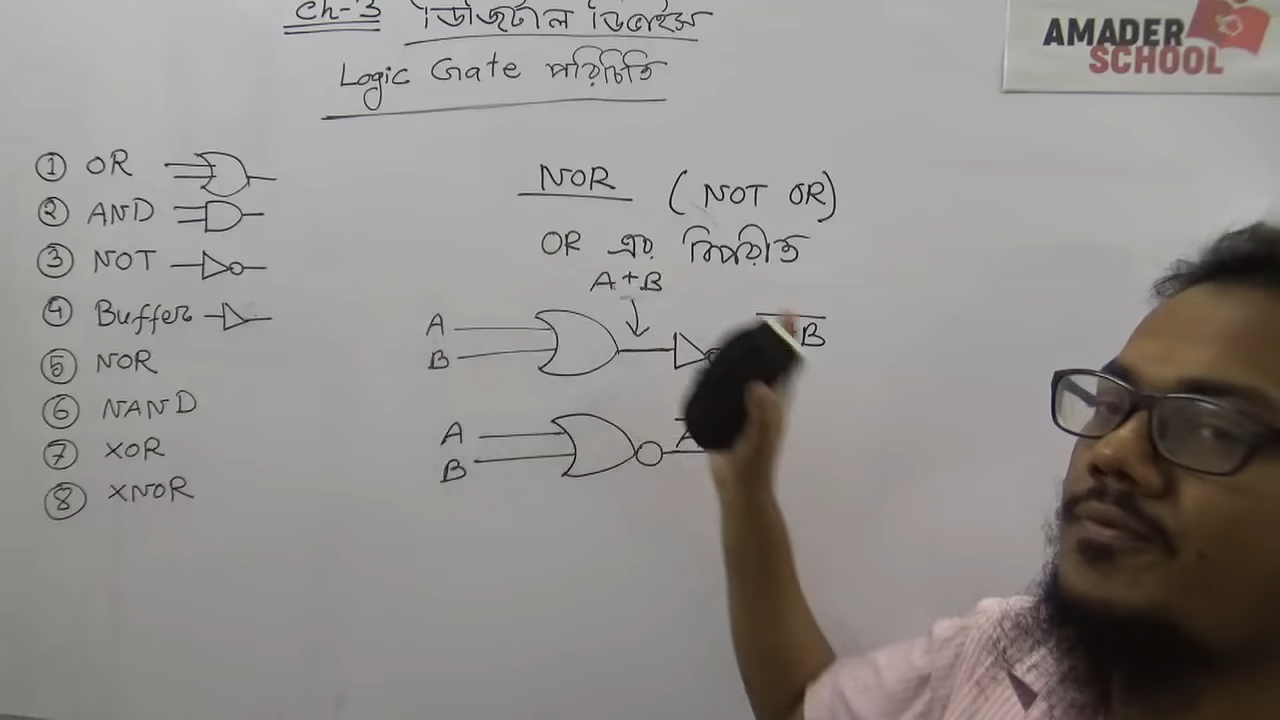 Ch-3 ডিজিটাল ডিভাইস
Logic Gate পরিচিতি
AMADER
SCHOOL
① OR
② AND
③ NOT
④ Buffer
⑤ NOR
⑥ NAND
⑦ XOR
⑧ XNOR
NOR (NOT OR)
OR এর বিপরীত
A+B
A
B
B
A
B
A